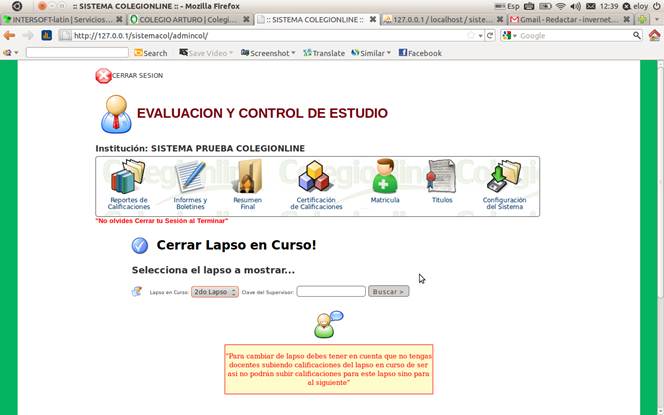 :: SISTEMA COLEGIONLINE :: - Mozilla Firefox
Esp
12:39
eloy
INTERSOFT-latin | Servicios...
COLEGIO ARTURO | Colegi...
:: SISTEMA COLEGIONLINE ::
127.0.0.1 / localhost / siste...
Gmail - Redactar - invernet...
http://127.0.0.1/sistemacol/admincol/
Google
Search
Save Video
Screenshot
Translate
Similar
Facebook
CERRAR SESION
EVALUACION Y CONTROL DE ESTUDIO
Institución: SISTEMA PRUEBA COLEGIONLINE
Colegionline Colegionline
Reportes de
Calificaciones
Informes y
Boletines
Resumen
Final
Certificación
de Calificaciones
Matricula
Titulos
Configuración
del Sistema
"No olvides Cerrar tu Sesión al Terminar"
Cerrar Lapso en Curso!
Selecciona el lapso a mostrar...
Lapso en Curso: 2do Lapso Clave del Supervisor: Buscar >
"Para cambiar de lapso debes tener en cuenta que no tengas
docentes subiendo calificaciones del lapso en curso de ser
asi no podrán subir calificaciones para este lapso sino para
al siguiente"